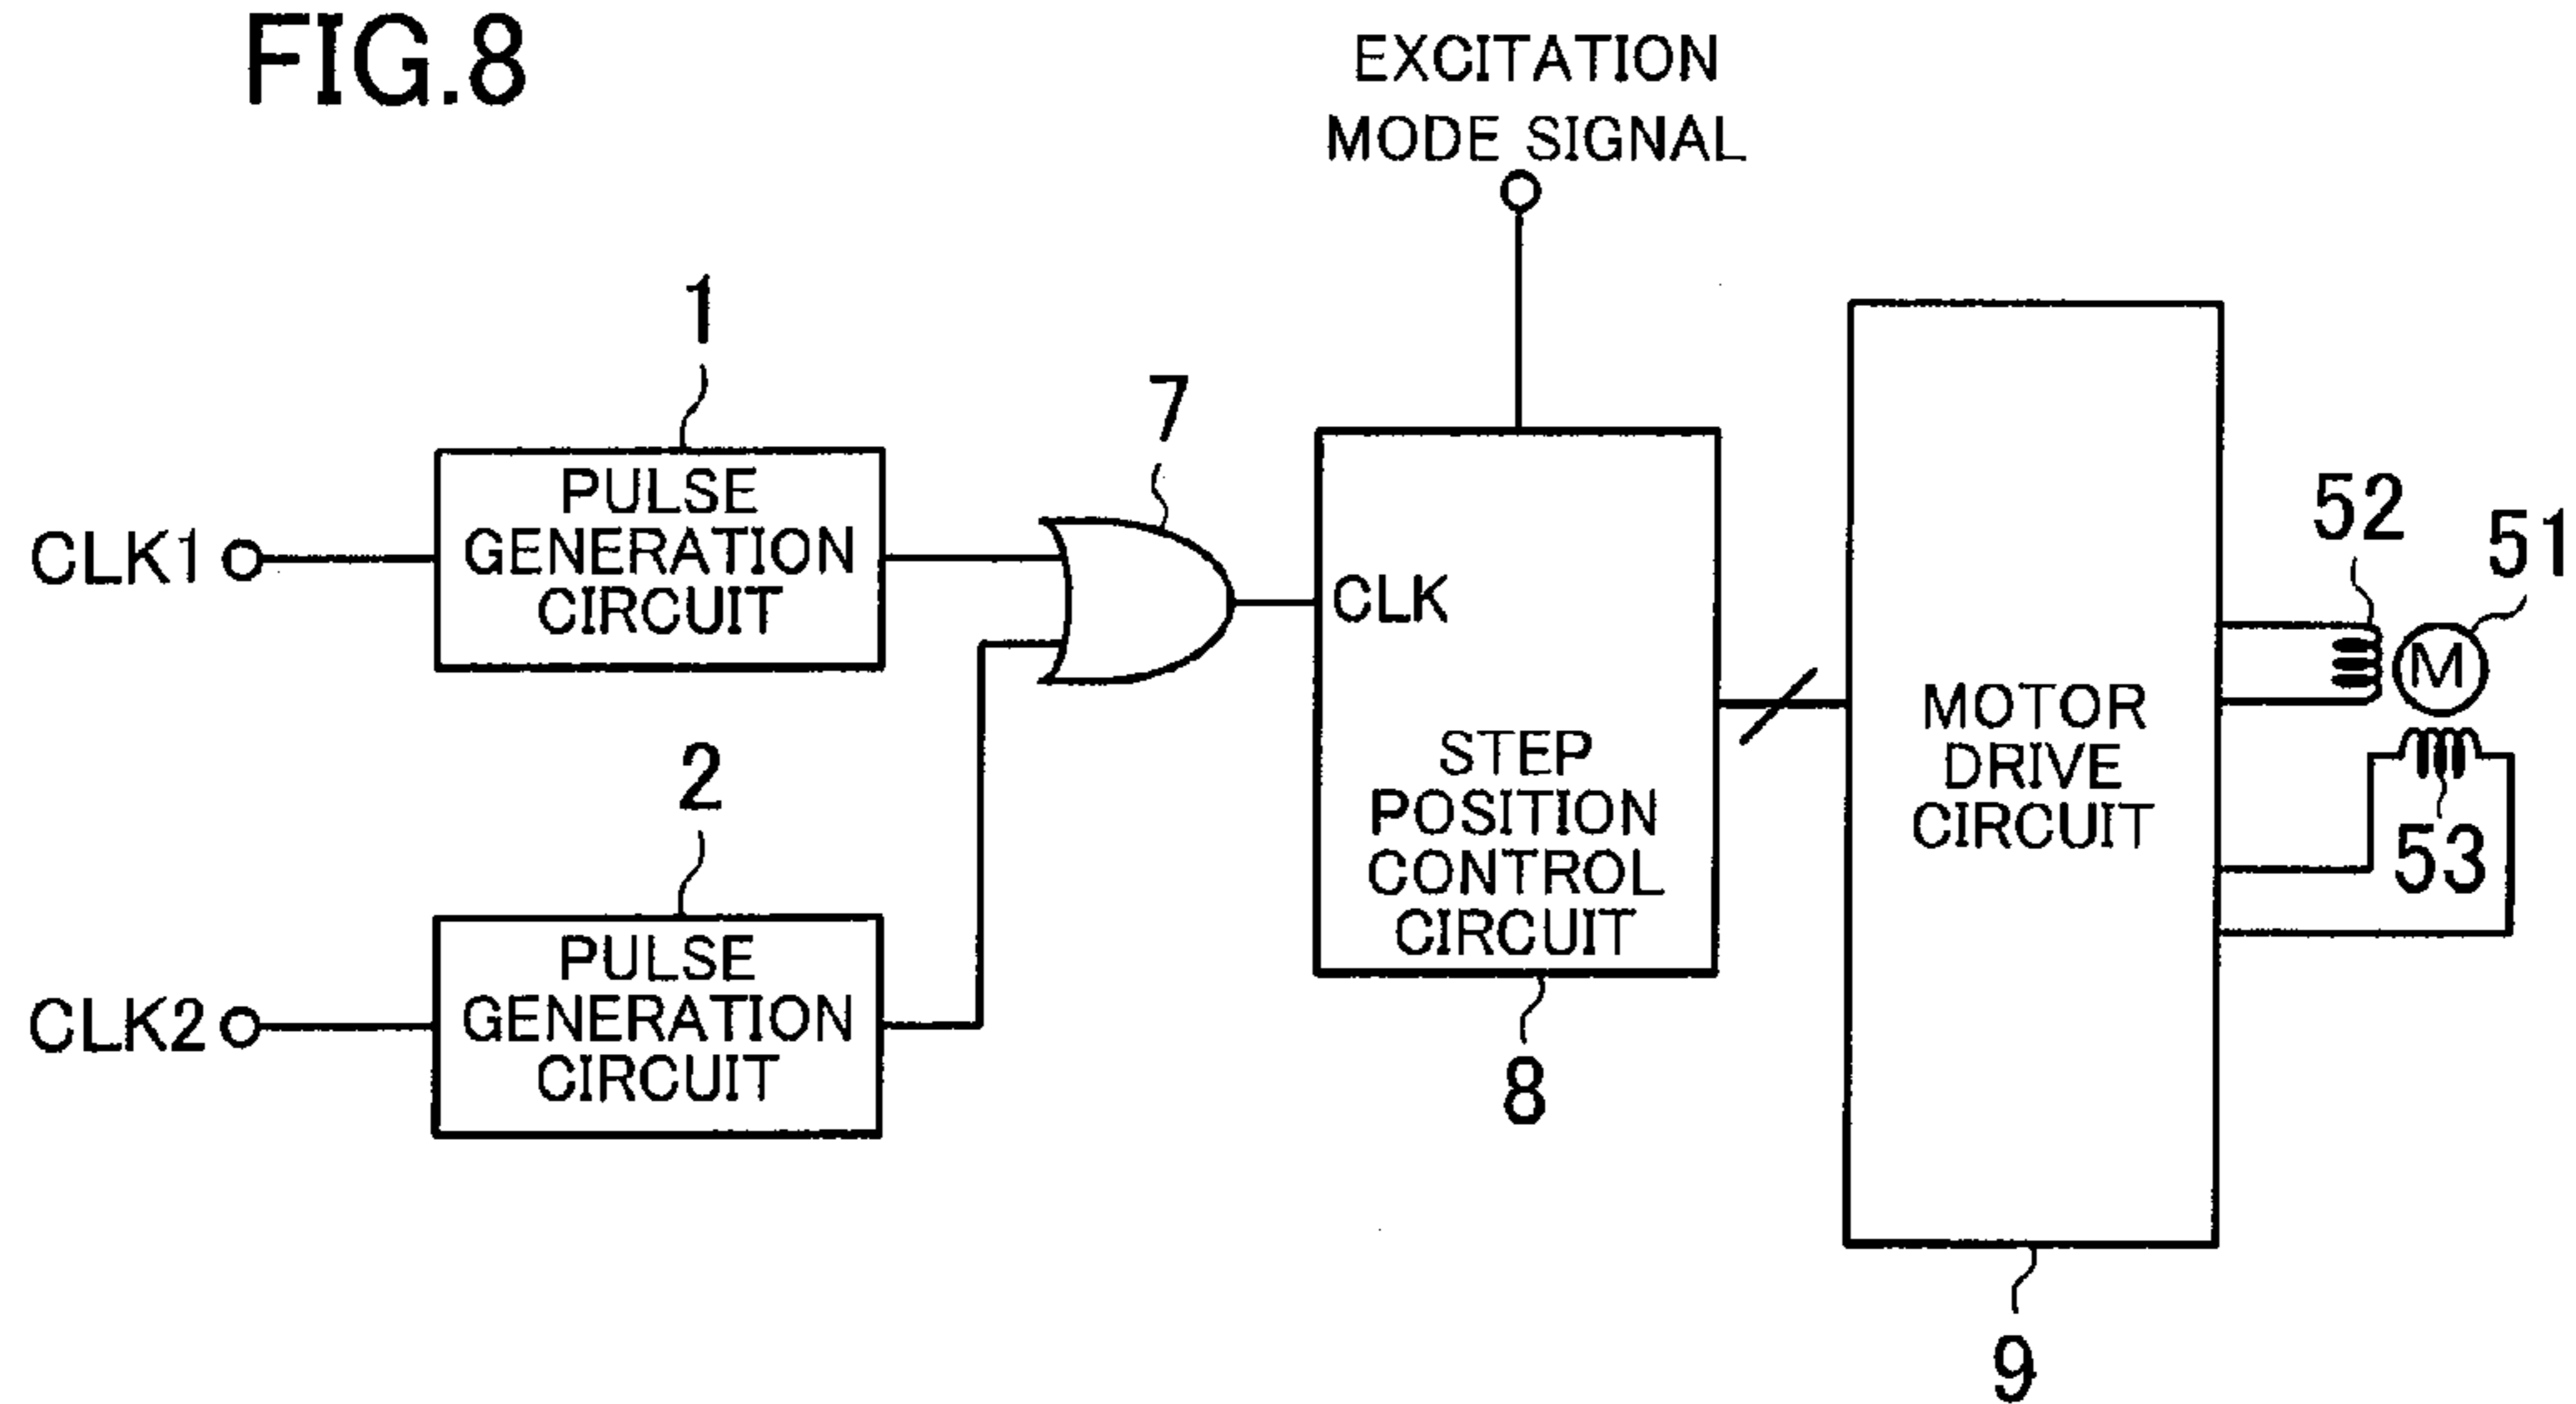 FIG.8
EXCITATION
MODE SIGNAL
1
PULSE
GENERATION
CIRCUIT
CLK1
7
CLK
STEP
POSITION
CONTROL
CIRCUIT
8
2
PULSE
GENERATION
CIRCUIT
CLK2
MOTOR
DRIVE
CIRCUIT
9
52
51
M
53